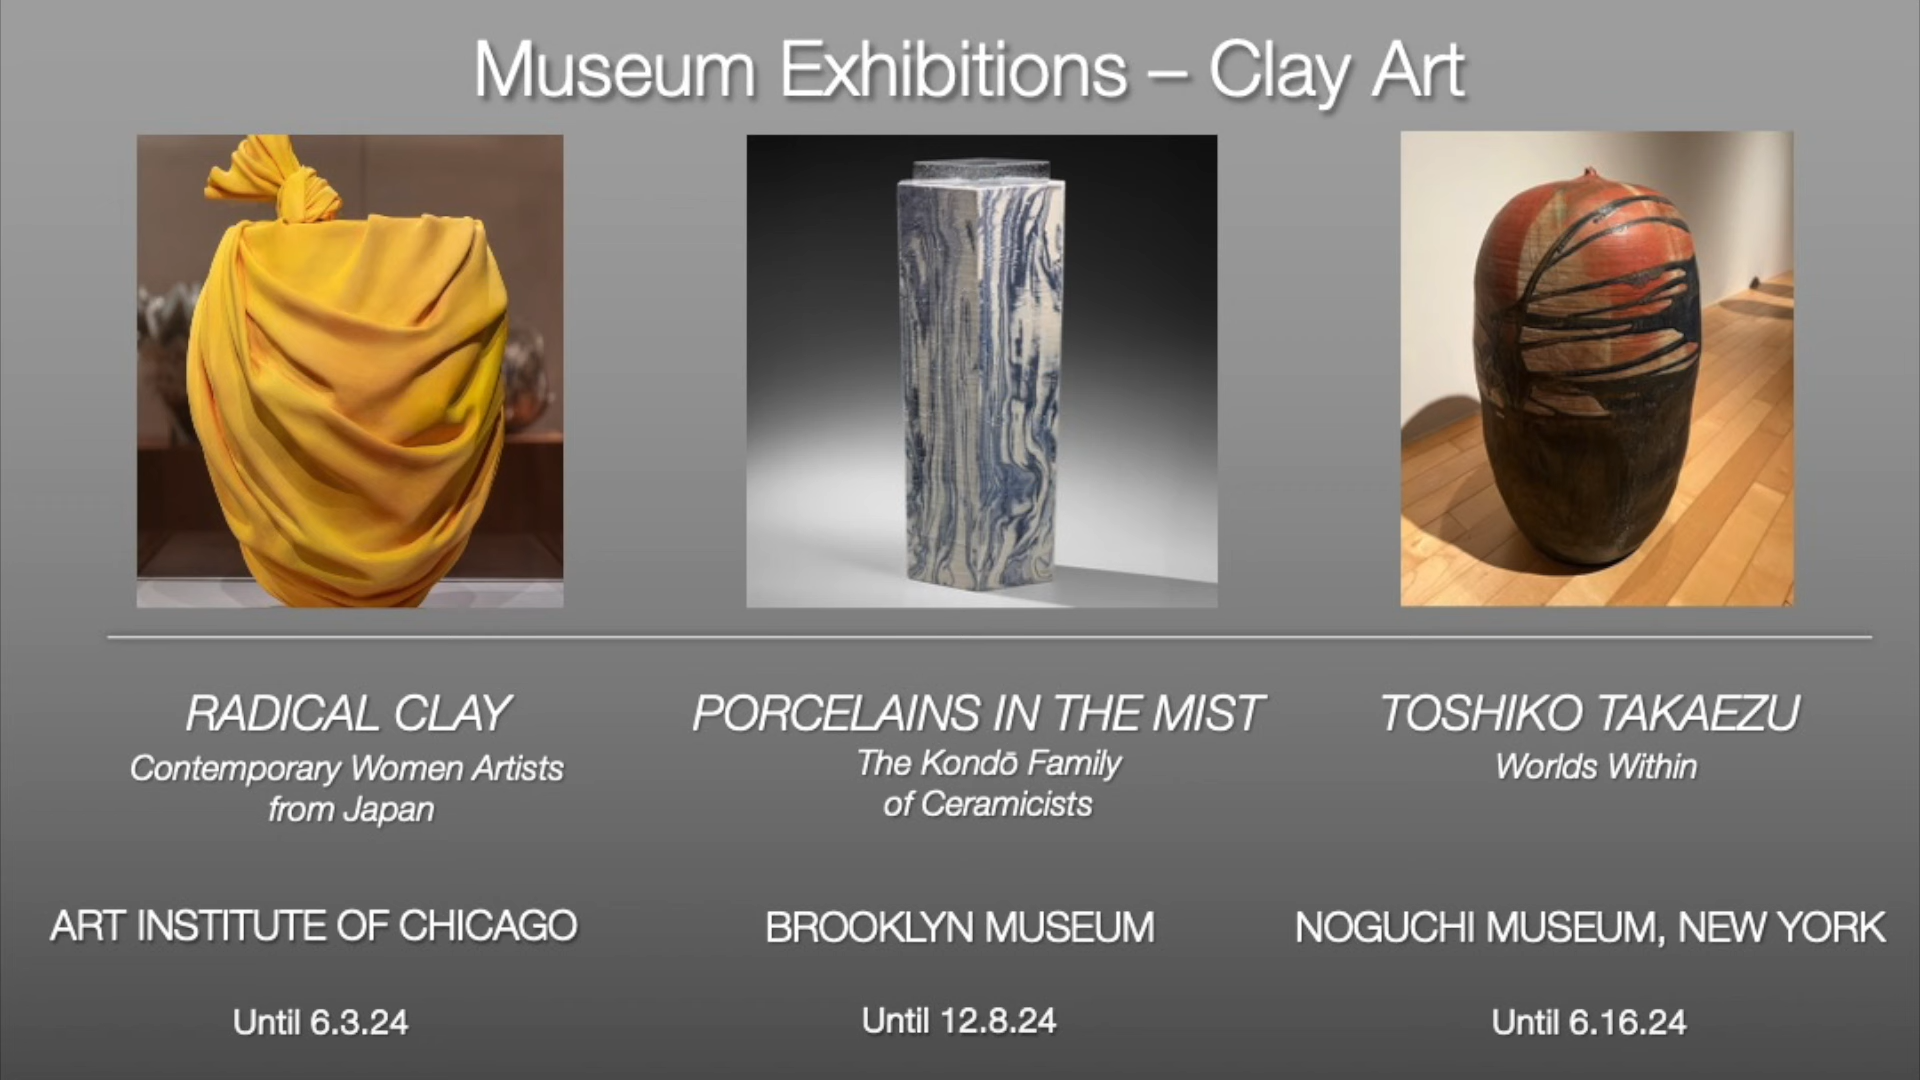 Museum Exhibitions – Clay Art
RADICAL CLAY
Contemporary Women Artists
from Japan
ART INSTITUTE OF CHICAGO
Until 6.3.24
PORCELAINS IN THE MIST
The Kondō Family
of Ceramicists
BROOKLYN MUSEUM
Until 12.8.24
TOSHIKO TAKAEZU
Worlds Within
NOGUCHI MUSEUM, NEW YORK
Until 6.16.24